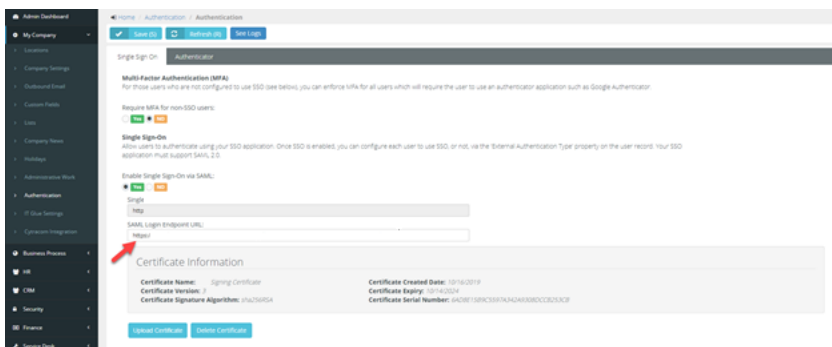 Admin Dashboard
Home / Authentication / Authentication
My Company
Save (S)
Refresh (R)
See Logs
Locations
Company Settings
Outbound Email
Custom Fields
Lists
Company News
Holidays
Administrative Work
Authentication
IT Glue Settings
Cytracom Integration
Business Process
HR
CRM
Security
Finance
Service Desk
Single Sign On
Authenticator
Multi-Factor Authentication (MFA)
For those users who are not configured to use SSO (see below), you can enforce MFA for all users which will require the user to use an authenticator application such as Google Authenticator.
Require MFA for non-SSO users:
Yes NO
Single Sign-On
Allow users to authenticate using your SSO application. Once SSO is enabled, you can configure each user to use SSO, or not, via the 'External Authentication Type' property on the user record. Your SSO
application must support SAML 2.0.
Enable Single Sign-On via SAML:
Yes NO
Single
http
SAML Login Endpoint URL:
https:/
Certificate Information
Certificate Name: Signing Certificate
Certificate Version: 3
Certificate Signature Algorithm: sha256RSA
Certificate Created Date: 10/16/2019
Certificate Expiry: 10/14/2024
Certificate Serial Number:
Upload Certificate
Delete Certificate